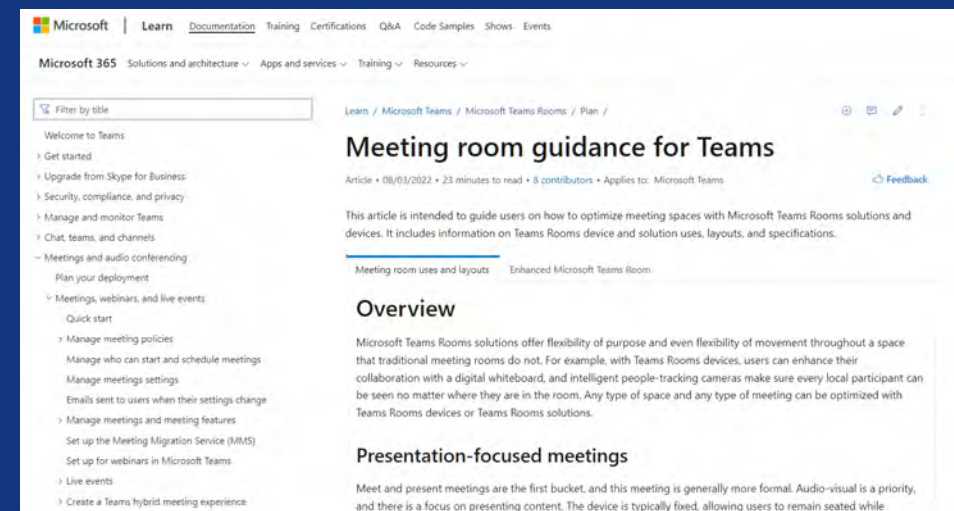 Microsoft | Learn Documentation Training Certifications Q&A Code Samples Shows Events
Microsoft 365 Solutions and architecture Apps and services Training Resources
Filter by title
Welcome to Teams
Get started
Upgrade from Skype for Business
Security, compliance, and privacy
Manage and monitor Teams
Chat, teams, and channels
Meetings and audio conferencing
Plan your deployment
Meetings, webinars, and live events
Quick start
Manage meeting policies
Manage who can start and schedule meetings
Manage meetings settings
Emails sent to users when their settings change
Manage meetings and meeting features
Set up the Meeting Migration Service (MMS)
Set up for webinars in Microsoft Teams
Live events
Create a Teams hybrid meeting experience
Learn / Microsoft Teams / Microsoft Teams Rooms / Plan /
Meeting room guidance for Teams
Article • 08/03/2022 • 23 minutes to read • 8 contributors • Applies to: Microsoft Teams
Feedback
This article is intended to guide users on how to optimize meeting spaces with Microsoft Teams Rooms solutions and
devices. It includes information on Teams Rooms device and solution uses, layouts, and specifications.
Meeting room uses and layouts Enhanced Microsoft Teams Room
Overview
Microsoft Teams Rooms solutions offer flexibility of purpose and even flexibility of movement throughout a space
that traditional meeting rooms do not. For example, with Teams Rooms devices, users can enhance their
collaboration with a digital whiteboard, and intelligent people-tracking cameras make sure every local participant can
be seen no matter where they are in the room. Any type of space and any type of meeting can be optimized with
Teams Rooms devices or Teams Rooms solutions.
Presentation-focused meetings
Meet and present meetings are the first bucket, and this meeting is generally more formal. Audio-visual is a priority,
and there is a focus on presenting content. The device is typically fixed, allowing users to remain seated while